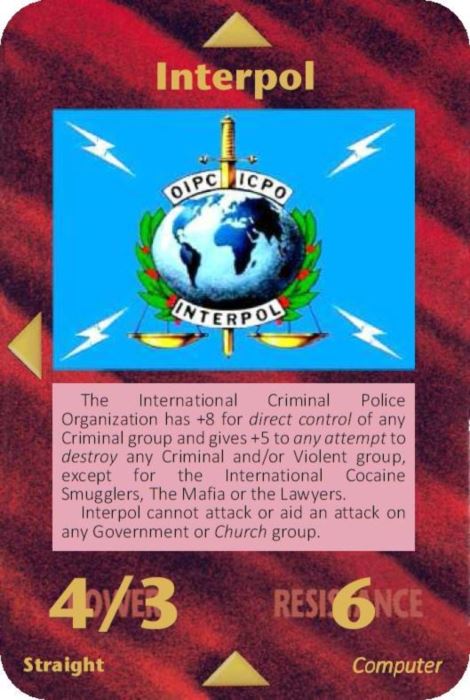 Interpol
OIPC ICPO
INTERPOL
The International Criminal Police
Organization has +8 for direct control of any
Criminal group and gives +5 to any attempt to
destroy any Criminal and/or Violent group,
except for the International Cocaine
Smugglers, The Mafia or the Lawyers.
Interpol cannot attack or aid an attack on
any Government or Church group.
POWER 4/3
RESISTANCE 6
Straight
Computer